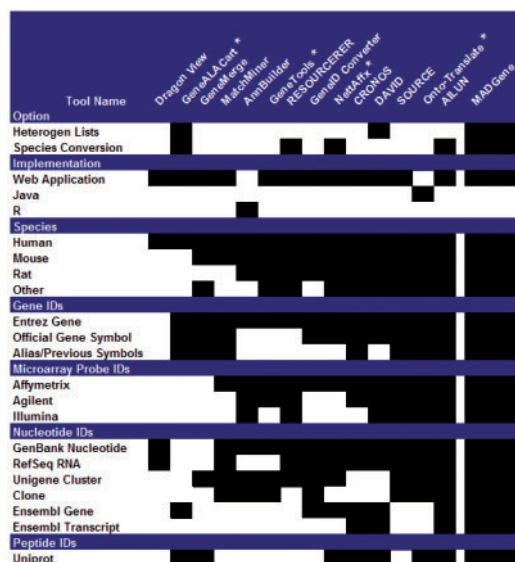 Tool Name
Dragon View
GeneALACart *
GeneMerge
MatchMiner
AnnBuilder
GeneTools *
RESOURCERER
GeneID Converter
NettAffx *
CRONOS
DAVID
SOURCE
Onto-Translate *
AILUN
MADGene
Option
Heterogen Lists
Species Conversion
Implementation
Web Application
Java
R
Species
Human
Mouse
Rat
Other
Gene IDs
Entrez Gene
Official Gene Symbol
Alias/Previous Symbols
Microarray Probe IDs
Affymetrix
Agilent
Illumina
Nucleotide IDs
GenBank Nucleotide
RefSeq RNA
Unigene Cluster
Clone
Ensembl Gene
Ensembl Transcript
Peptide IDs
Uniprot